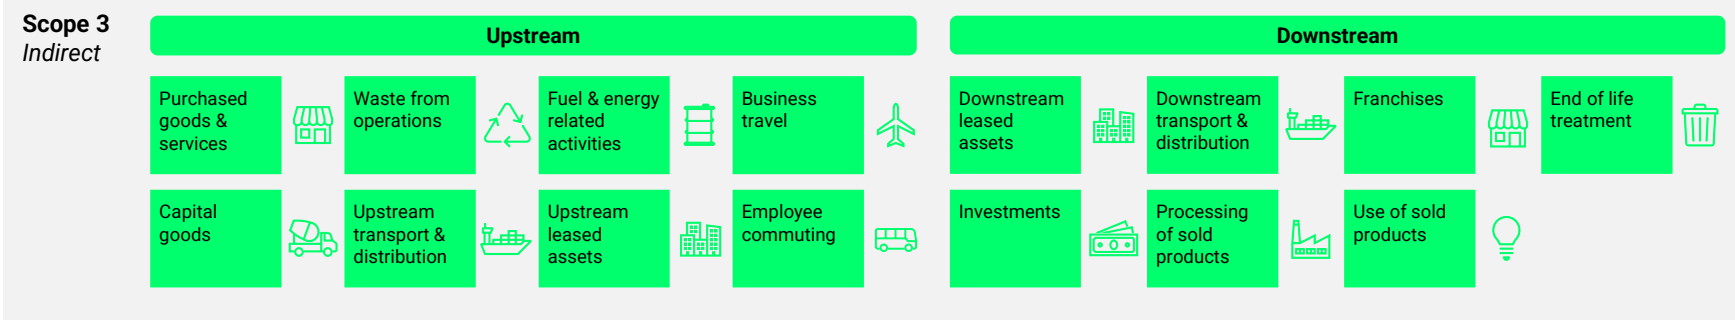 Scope 3
Indirect
Upstream
Downstream
Purchased
goods &
services
Waste from
operations
Fuel & energy
related
activities
Business
travel
Downstream
leased
assets
Downstream
transport &
distribution
Franchises
End of life
treatment
Capital
goods
Upstream
transport &
distribution
Upstream
leased
assets
Employee
commuting
Investments
Processing
of sold
products
Use of sold
products